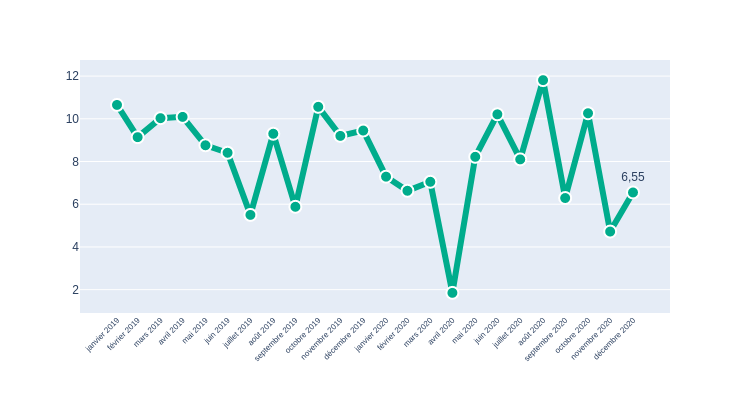 12
10
8
6
4
2
6,55
janvier 2019
février 2019
mars 2019
avril 2019
mai 2019
juin 2019
juillet 2019
août 2019
septembre 2019
octobre 2019
novembre 2019
décembre 2019
janvier 2020
février 2020
mars 2020
avril 2020
mai 2020
juin 2020
juillet 2020
août 2020
septembre 2020
octobre 2020
novembre 2020
décembre 2020